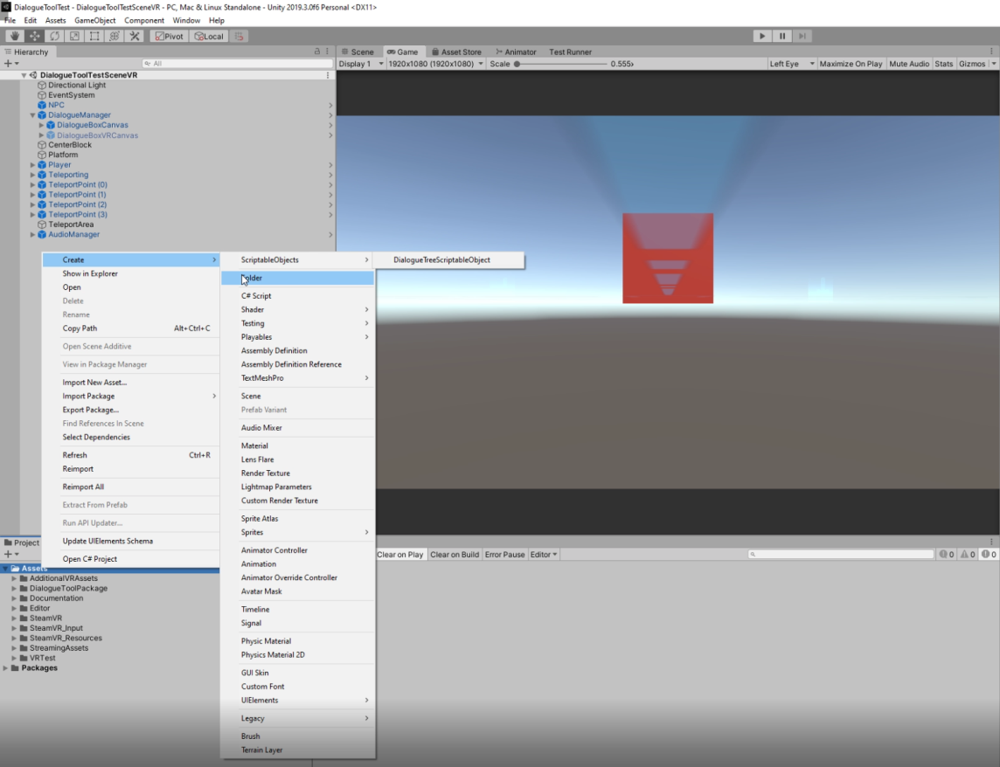 DialogueToolTest - DialogueToolTestSceneVR - PC, Mac & Linux Standalone - Unity 2019.3.0f6 Personal <DX11>
File Edit Assets GameObject Component Window Help
Pivot Local
Hierarchy
All
DialogueToolTestSceneVR
Directional Light
EventSystem
NPC
DialogueManager
DialogueBoxCanvas
DialogueBoxVRCanvas
CenterBlock
Platform
Player
Teleporting
TeleportPoint (0)
TeleportPoint (1)
TeleportPoint (2)
TeleportPoint (3)
TeleportArea
AudioManager
Scene Game Asset Store Animator Test Runner
Display 1 1920x1080 (1920x1080) Scale 0.555x Left Eye Maximize On Play Mute Audio Stats Gizmos
Create
Show in Explorer
Open
Delete
Rename
Copy Path Alt+Ctrl+C
Open Scene Additive
View in Package Manager
Import New Asset...
Import Package
Export Package...
Find References In Scene
Select Dependencies
Refresh Ctrl+R
Reimport
Reimport All
Extract From Prefab
Run API Updater...
Update UIElements Schema
Open C# Project
ScriptableObjects
Folder
C# Script
Shader
Testing
Playables
Assembly Definition
Assembly Definition Reference
TextMeshPro
Scene
Prefab Variant
Audio Mixer
Material
Lens Flare
Render Texture
Lightmap Parameters
Custom Render Texture
Sprite Atlas
Sprites
Animator Controller
Animation
Animator Override Controller
Avatar Mask
Timeline
Signal
Physic Material
Physics Material 2D
GUI Skin
Custom Font
UIElements
Legacy
Brush
Terrain Layer
DialogueTreeScriptableObject
Project
Clear on Play Clear on Build Error Pause Editor 0 0 0
Assets
AdditionalVRAssets
DialogueToolPackage
Documentation
Editor
SteamVR
SteamVR_Input
SteamVR_Resources
StreamingAssets
VRTest
Packages